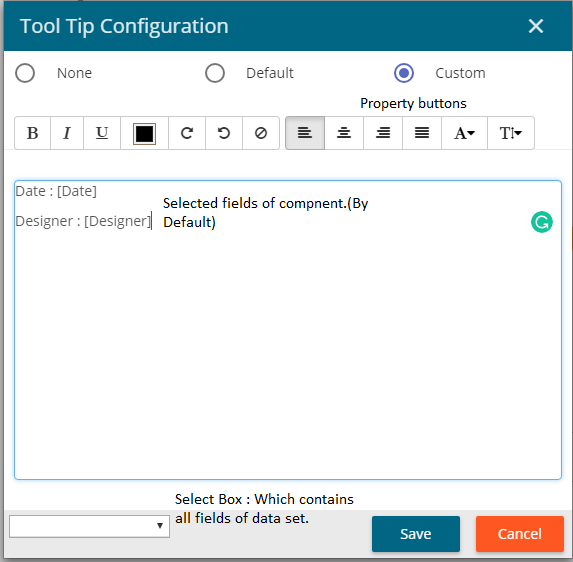 Tool Tip Configuration
None Default Custom
Property buttons
B I U A T
Date : [Date]
Selected fields of compnent.(By
Designer : [Designer] Default)
Select Box : Which contains
all fields of data set.
Save Cancel